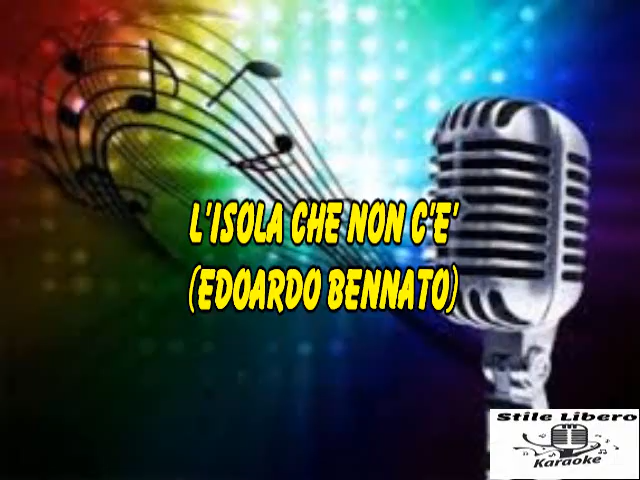 L'ISOLA CHE NON C'E'
(EDOARDO BENNATO)
Stile Libero
Karaoke